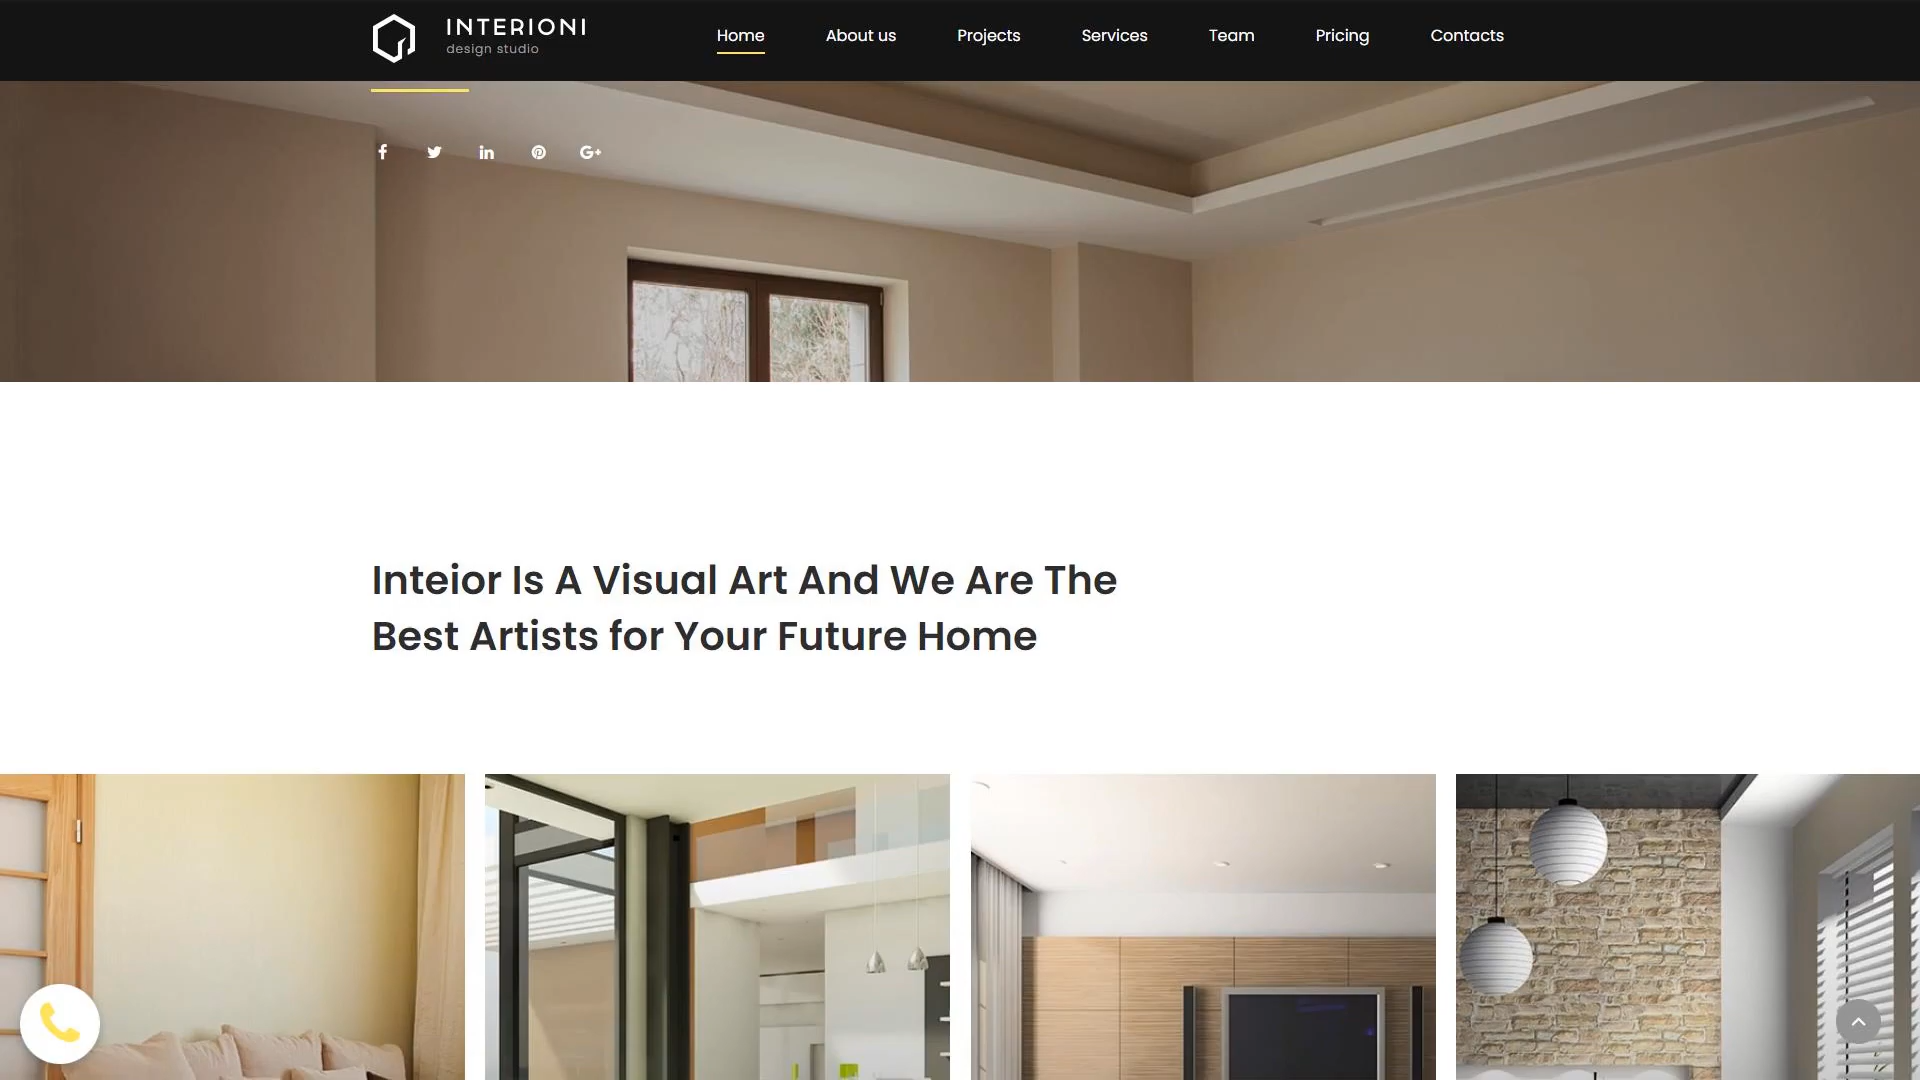 INTERIONI
design studio
Home
About us
Projects
Services
Team
Pricing
Contacts
Inteior Is A Visual Art And We Are The
Best Artists for Your Future Home